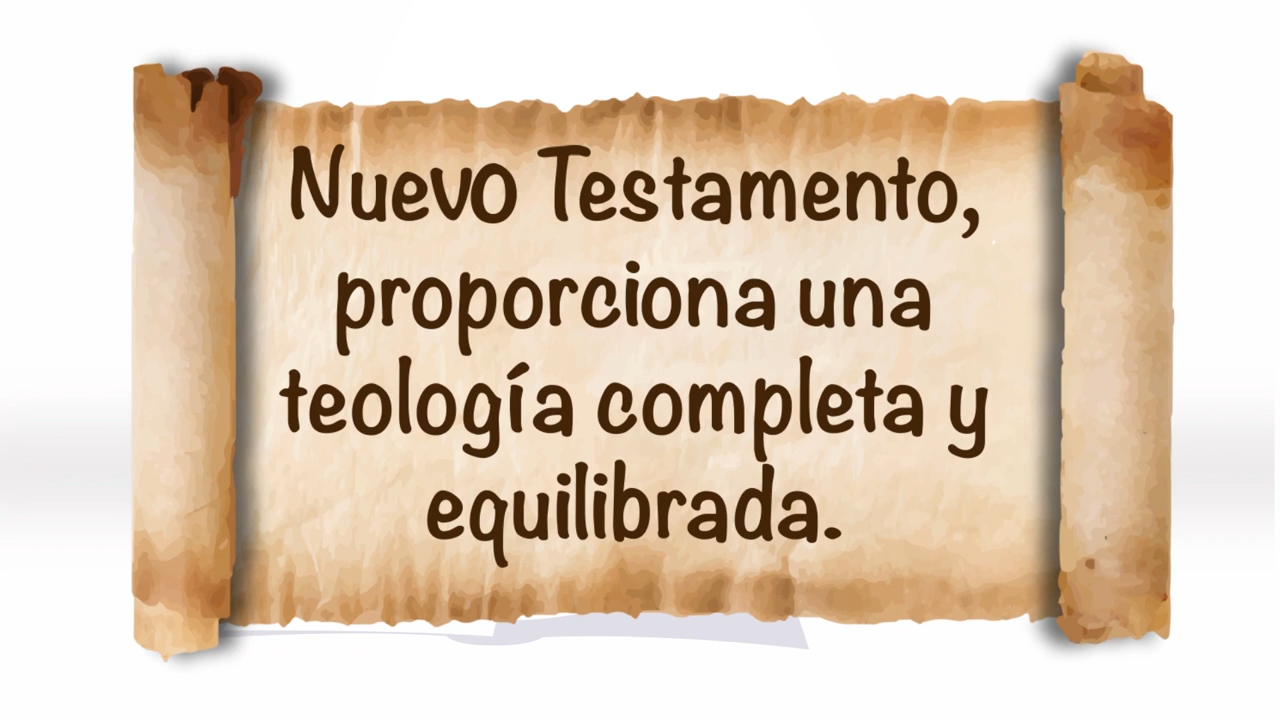 Nuevo Testamento,
proporciona una
teología completa y
equilibrada.